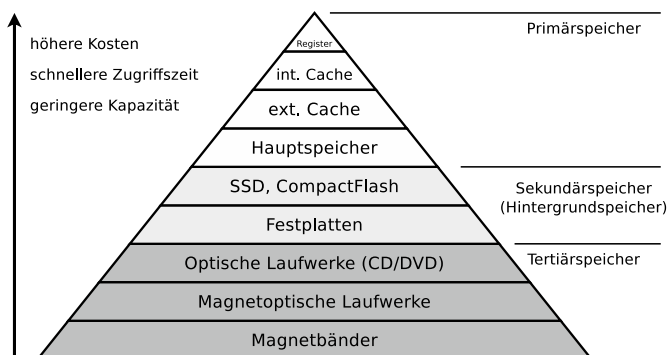 höhere Kosten
schnellere Zugriffszeit
geringere Kapazität
Register
int. Cache
ext. Cache
Hauptspeicher
SSD, CompactFlash
Festplatten
Optische Laufwerke (CD/DVD)
Magnetoptische Laufwerke
Magnetbänder
Primärspeicher
Sekundärspeicher
(Hintergrundspeicher)
Tertiärspeicher